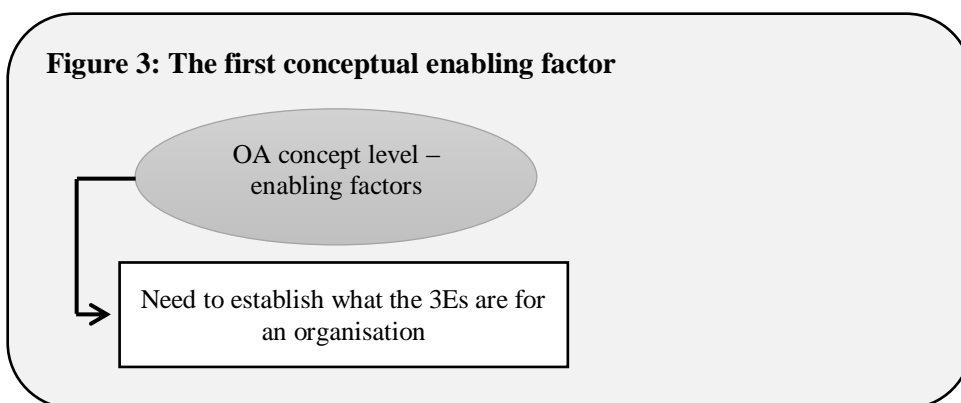 Figure 3: The first conceptual enabling factor
OA concept level –
enabling factors
Need to establish what the 3Es are for
an organisation